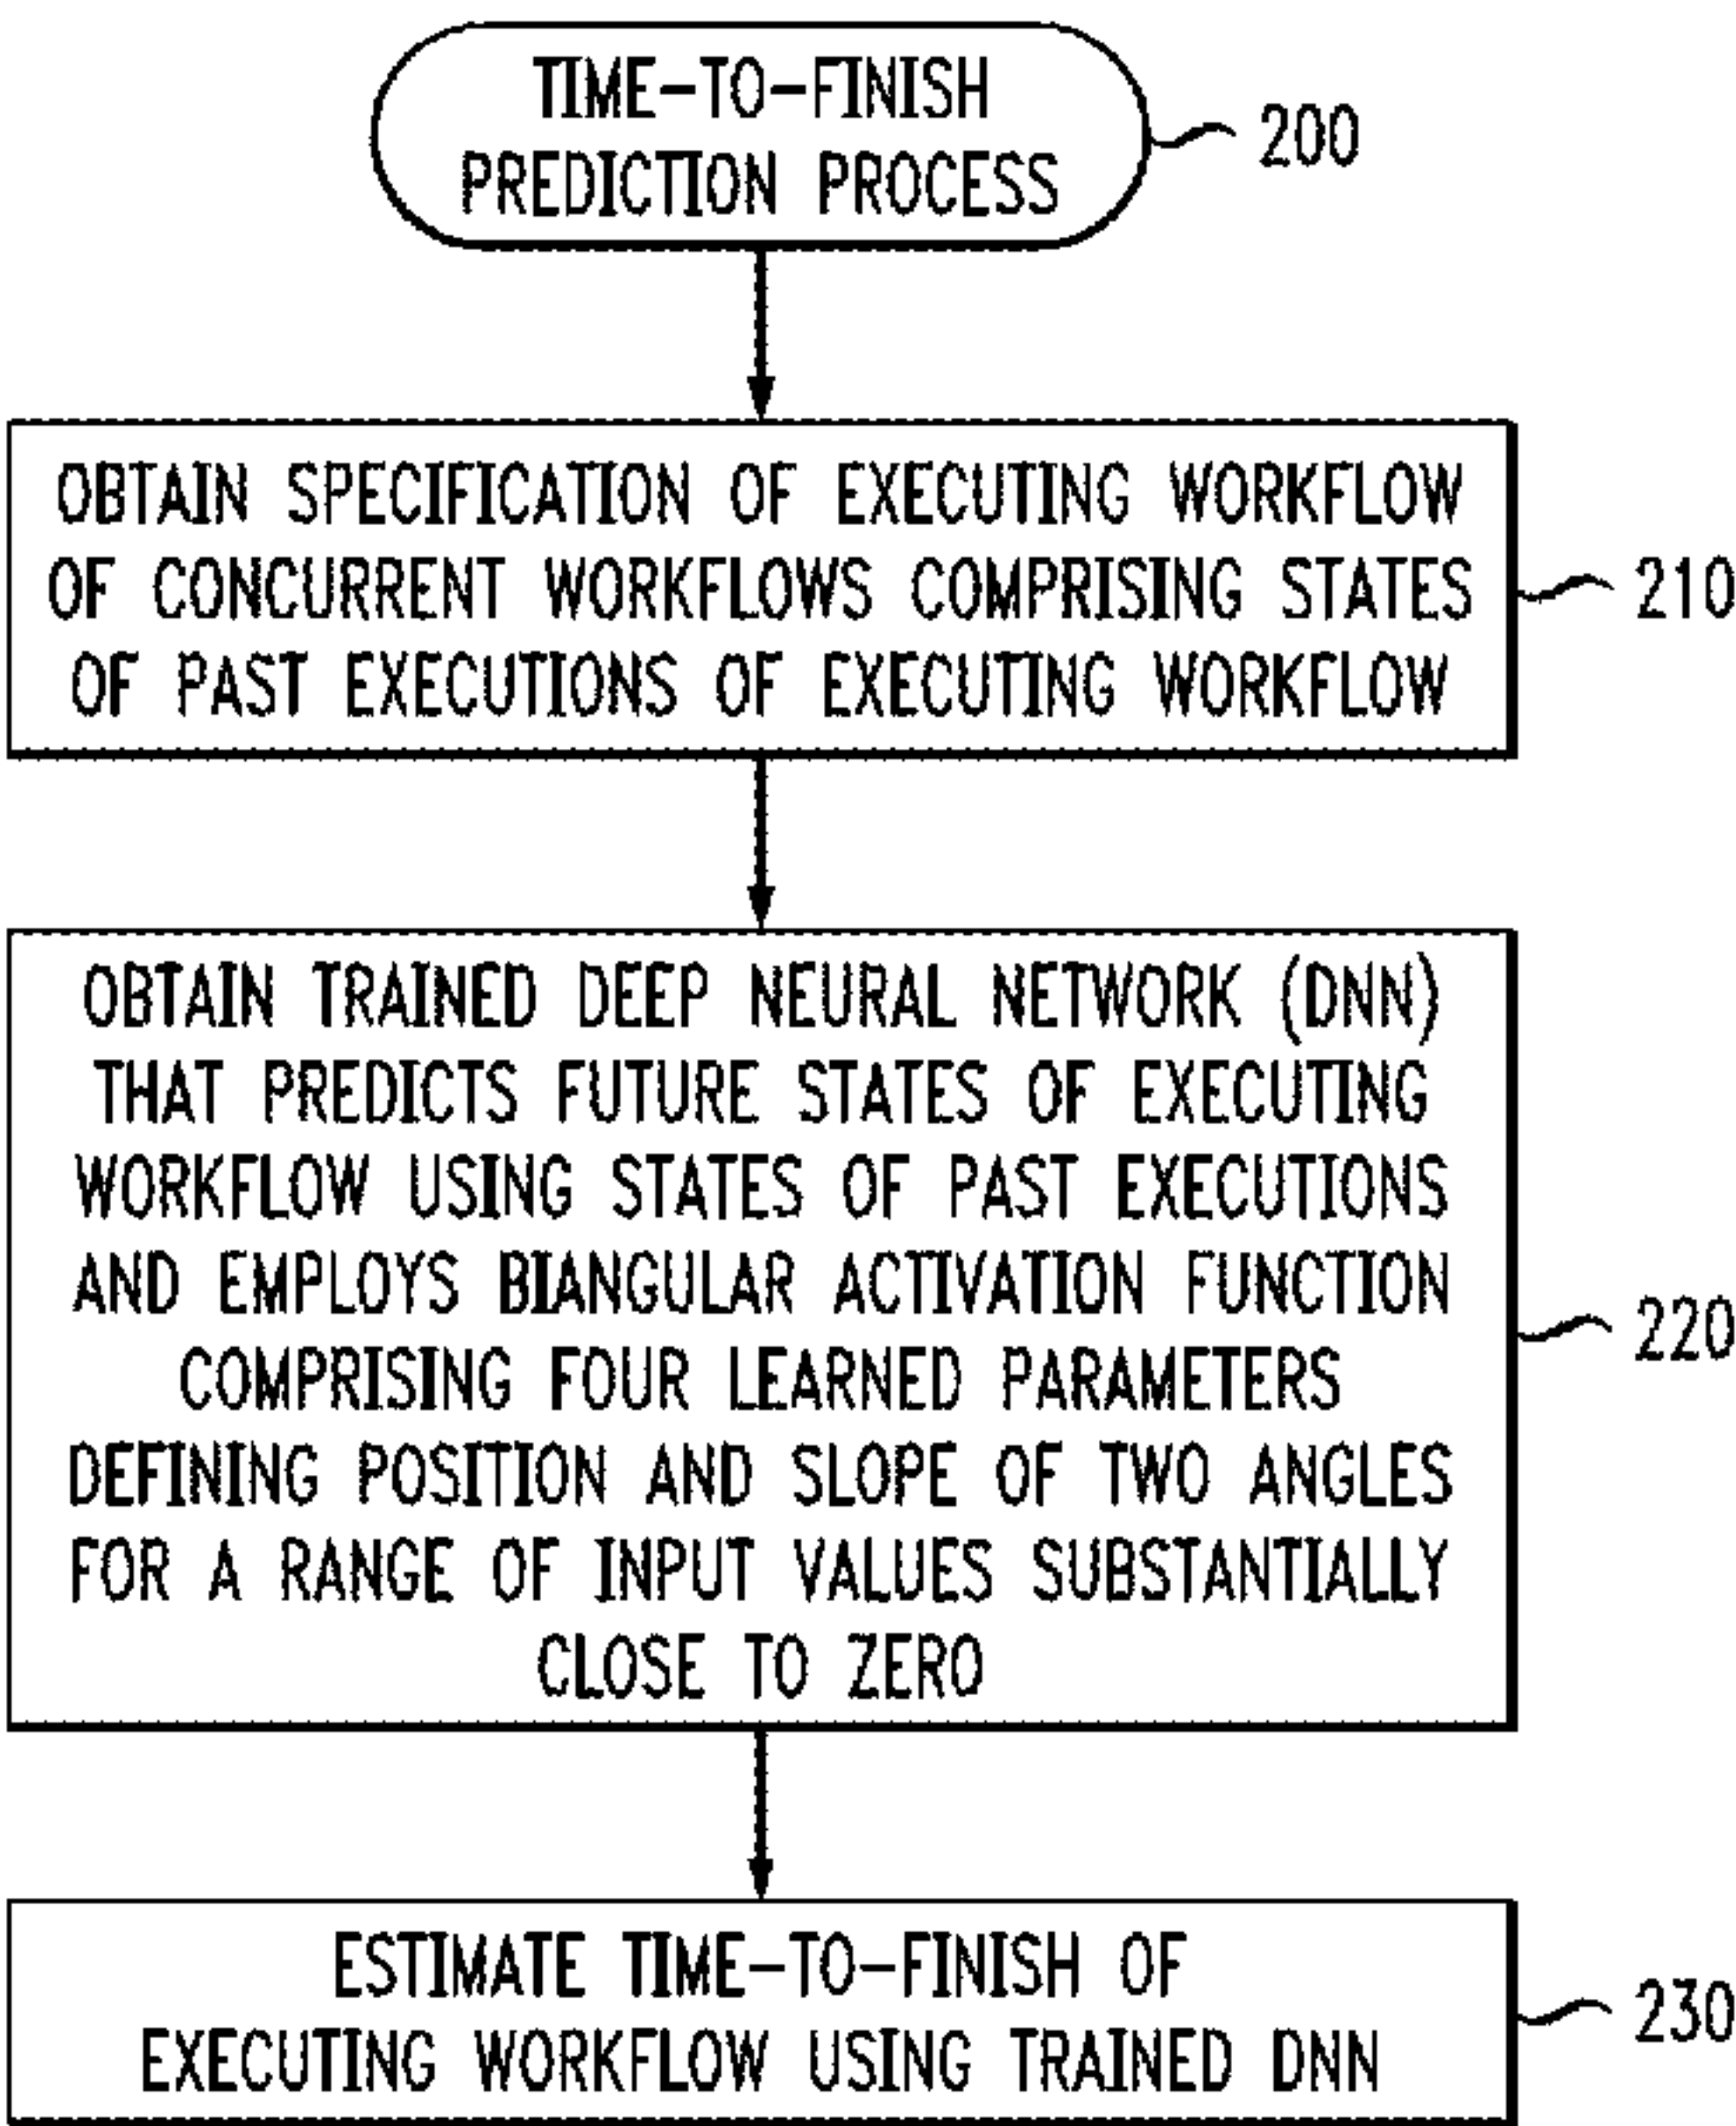 TIME-TO-FINISH
PREDICTION PROCESS
200
OBTAIN SPECIFICATION OF EXECUTING WORKFLOW
OF CONCURRENT WORKFLOWS COMPRISING STATES
OF PAST EXECUTIONS OF EXECUTING WORKFLOW
210
OBTAIN TRAINED DEEP NEURAL NETWORK (DNN)
THAT PREDICTS FUTURE STATES OF EXECUTING
WORKFLOW USING STATES OF PAST EXECUTIONS
AND EMPLOYS BIANGULAR ACTIVATION FUNCTION
COMPRISING FOUR LEARNED PARAMETERS
DEFINING POSITION AND SLOPE OF TWO ANGLES
FOR A RANGE OF INPUT VALUES SUBSTANTIALLY
CLOSE TO ZERO
220
ESTIMATE TIME-TO-FINISH OF
EXECUTING WORKFLOW USING TRAINED DNN
230